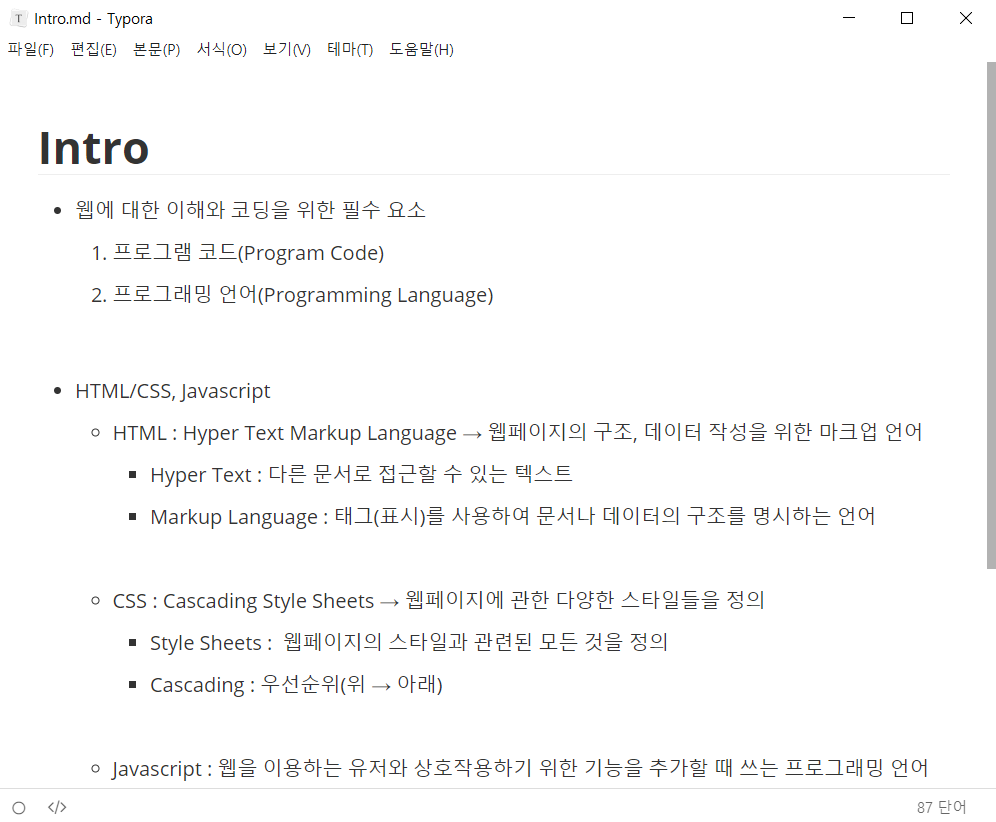 T Intro.md - Typora
파일(F) 편집(E) 본문(P) 서식(O) 보기(V) 테마(T) 도움말(H)
Intro
• 웹에 대한 이해와 코딩을 위한 필수 요소
1. 프로그램 코드(Program Code)
2. 프로그래밍 언어(Programming Language)
• HTML/CSS, Javascript
○ HTML : Hyper Text Markup Language → 웹페이지의 구조, 데이터 작성을 위한 마크업 언어
▪ Hyper Text : 다른 문서로 접근할 수 있는 텍스트
▪ Markup Language : 태그(표시)를 사용하여 문서나 데이터의 구조를 명시하는 언어
○ CSS : Cascading Style Sheets → 웹페이지에 관한 다양한 스타일들을 정의
▪ Style Sheets :  웹페이지의 스타일과 관련된 모든 것을 정의
▪ Cascading : 우선순위(위 → 아래)
○ Javascript : 웹을 이용하는 유저와 상호작용하기 위한 기능을 추가할 때 쓰는 프로그래밍 언어
</> 87 단어